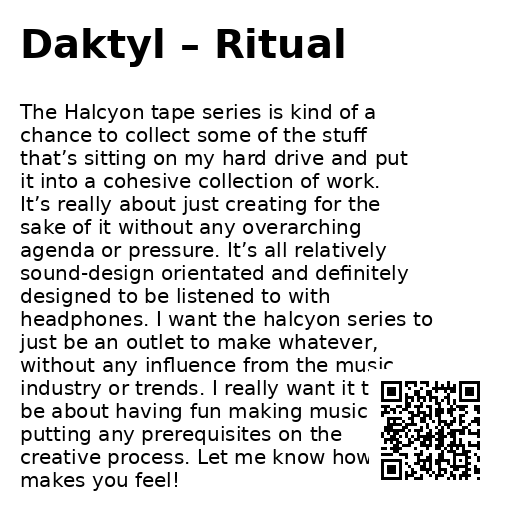 Daktyl – Ritual
The Halcyon tape series is kind of a
chance to collect some of the stuff
that’s sitting on my hard drive and put
it into a cohesive collection of work.
It’s really about just creating for the
sake of it without any overarching
agenda or pressure. It’s all relatively
sound-design orientated and definitely
designed to be listened to with
headphones. I want the halcyon series to
just be an outlet to make whatever,
without any influence from the music
industry or trends. I really want it
be about having fun making music
putting any prerequisites on the
creative process. Let me know how
makes you feel!